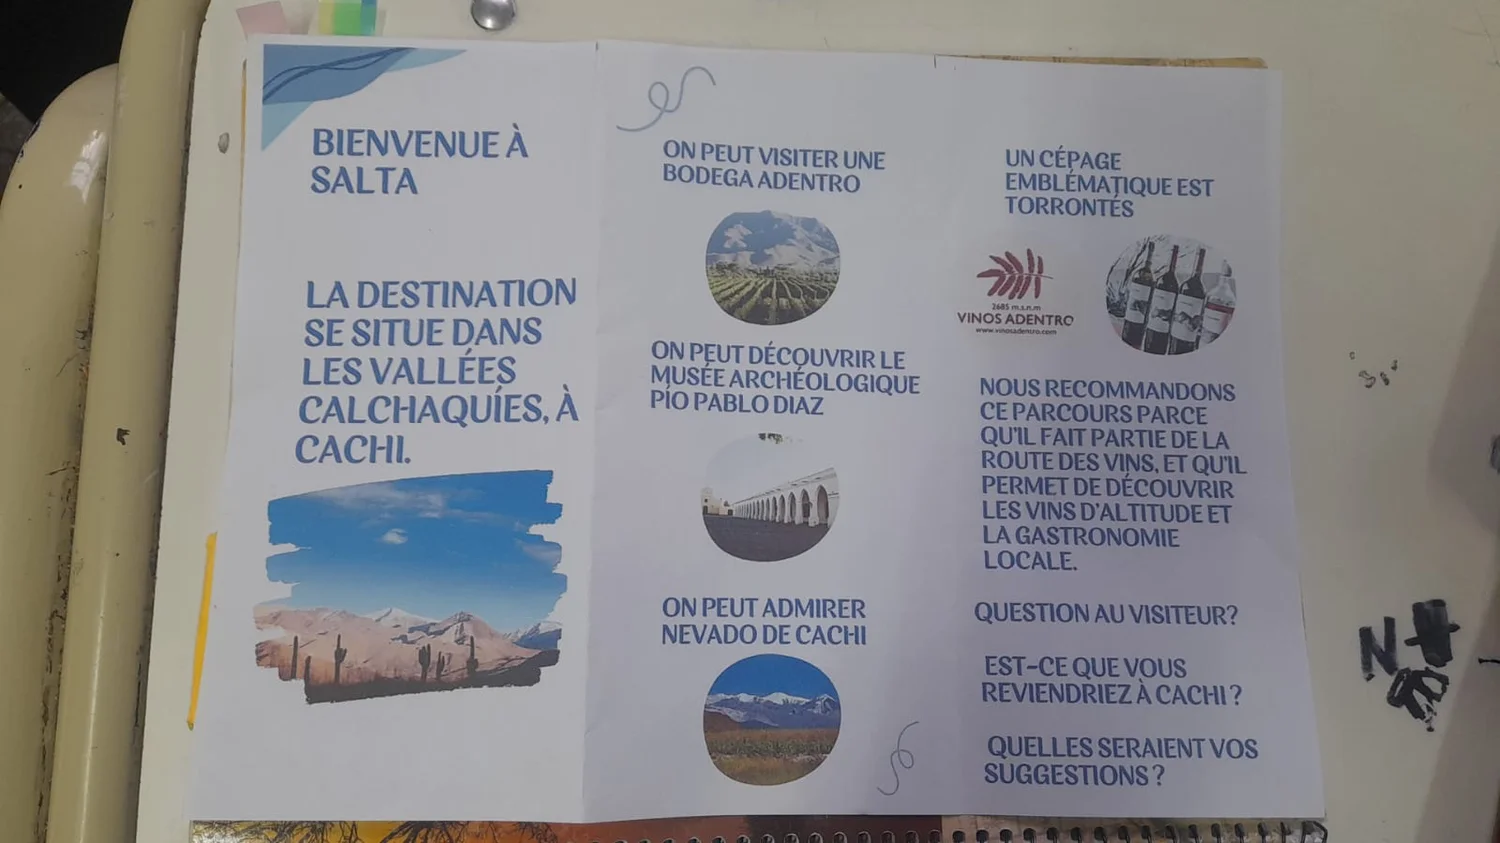 BIENVENUE À
SALTA
LA DESTINATION
SE SITUE DANS
LES VALLÉES
CALCHAQUÍES, À
CACHI.
ON PEUT VISITER UNE
BODEGA ADENTRO
ON PEUT DÉCOUVRIR LE
MUSÉE ARCHÉOLOGIQUE
PÍO PABLO DIAZ
ON PEUT ADMIRER
NEVADO DE CACHI
UN CÉPAGE
EMBLÉMATIQUE EST
TORRONTÉS
2685 m.s.n.m
VINOS ADENTRO
www.vinosadentro.com
NOUS RECOMMANDONS
CE PARCOURS PARCE
QU'IL FAIT PARTIE DE LA
ROUTE DES VINS, ET QU'IL
PERMET DE DÉCOUVRIR
LES VINS D'ALTITUDE ET
LA GASTRONOMIE
LOCALE.
QUESTION AU VISITEUR?
EST-CE QUE VOUS
REVIENDRIEZ À CACHI ?
QUELLES SERAIENT VOS
SUGGESTIONS ?